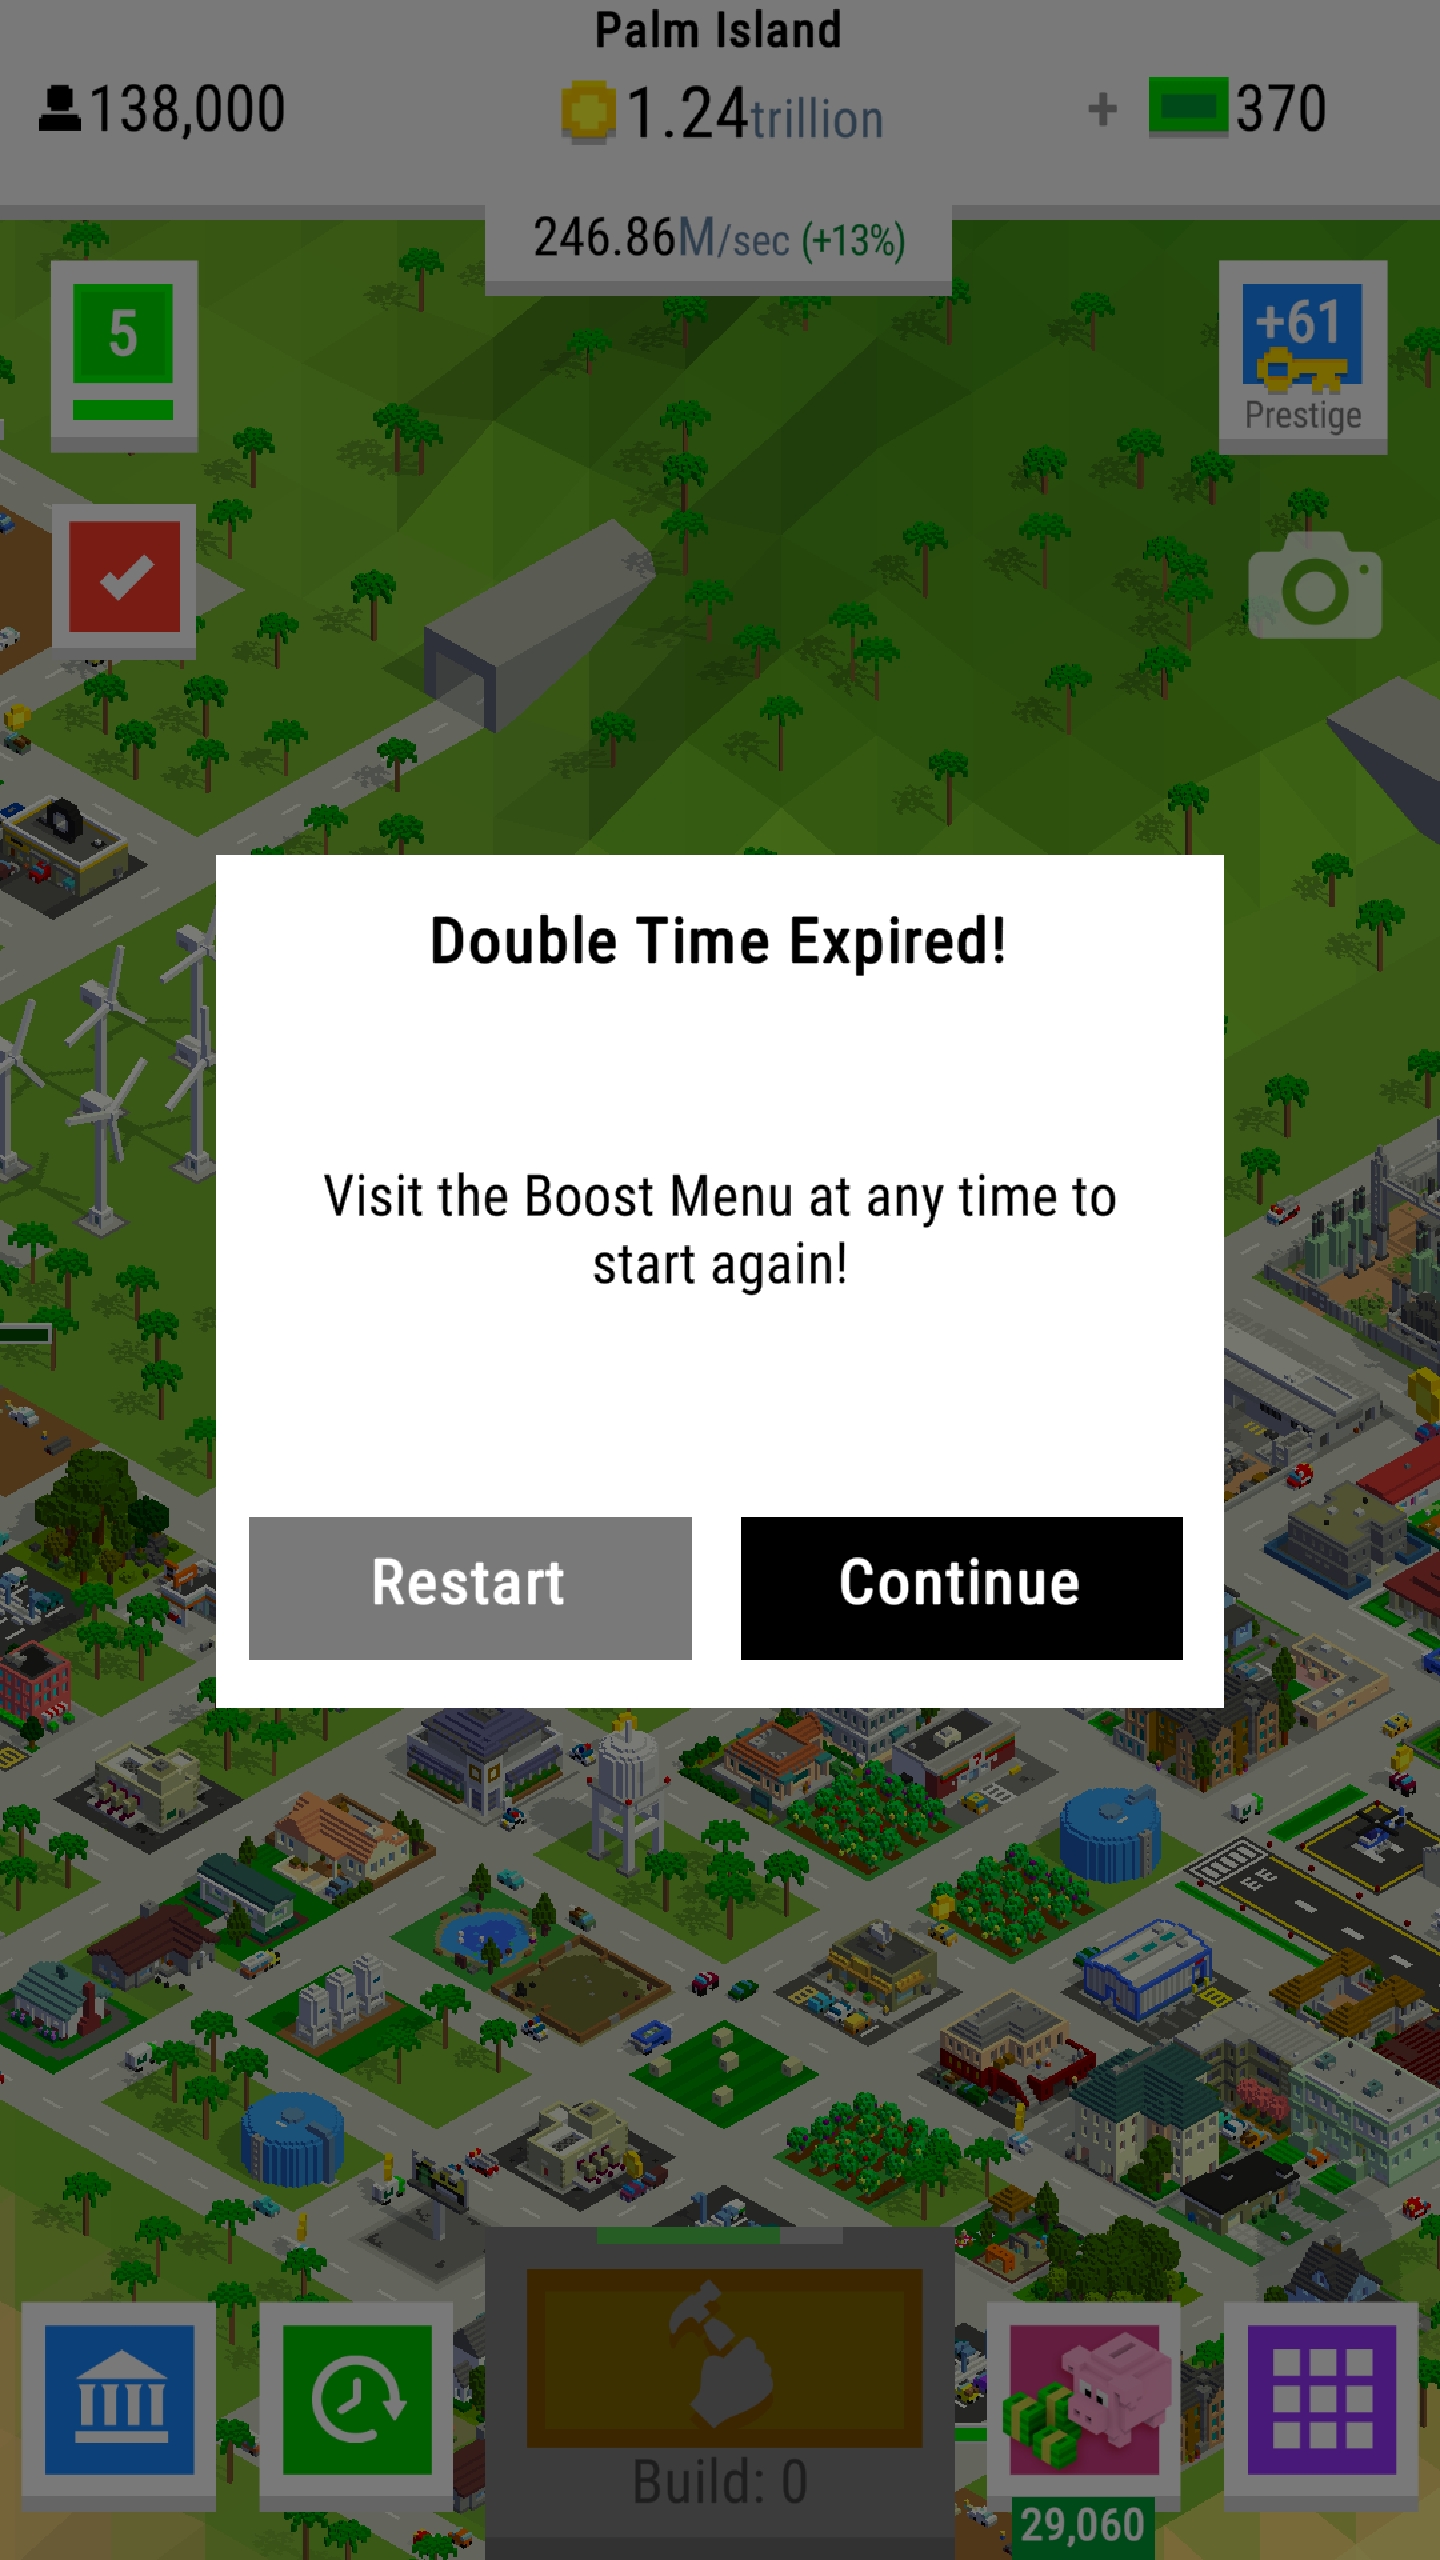 Palm Island
138,000
1.24trillion
+ 370
246.86M/sec (+13%)
5
+61
Prestige
Double Time Expired!
Visit the Boost Menu at any time to
start again!
Restart
Continue
Build: 0
29,060